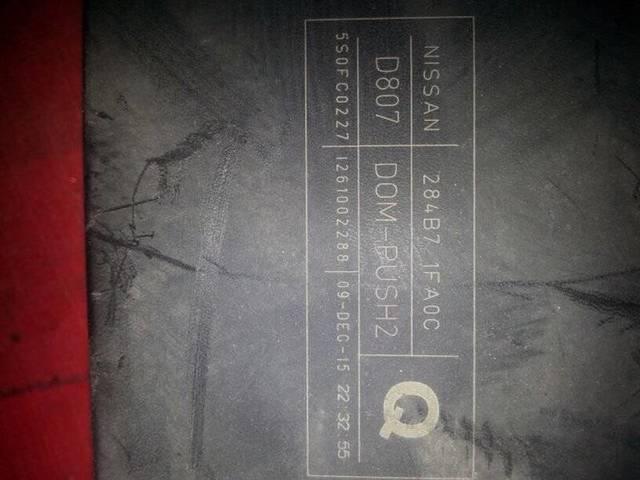 NISSAN 284B7 1FA0C
D807 DOM-PUSH2 Q
5S0FC0227 1261002288 09-DEC-15 22 32 55